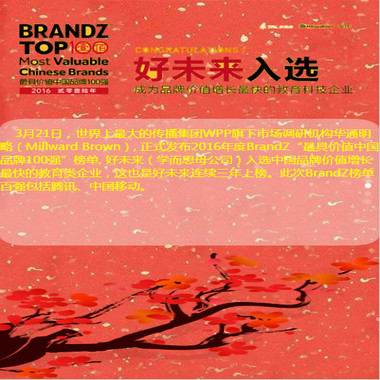 BRANDZ
TOP 100
Most Valuable
Chinese Brands
最具价值中国品牌100强
2016 贰零壹陆年
CONGRATULATIONS!
好未来入选
成为品牌价值增长最快的教育科技企业
3月21日，世界上最大的传播集团WPP旗下市场调研机构华通明
略（Millward Brown），正式发布2016年度BrandZ“最具价值中国
品牌100强”榜单, 好未来（学而思母公司）入选中国品牌价值增长
最快的教育类企业，这也是好未来连续三年上榜。此次BrandZ榜单
百强包括腾讯、中国移动。